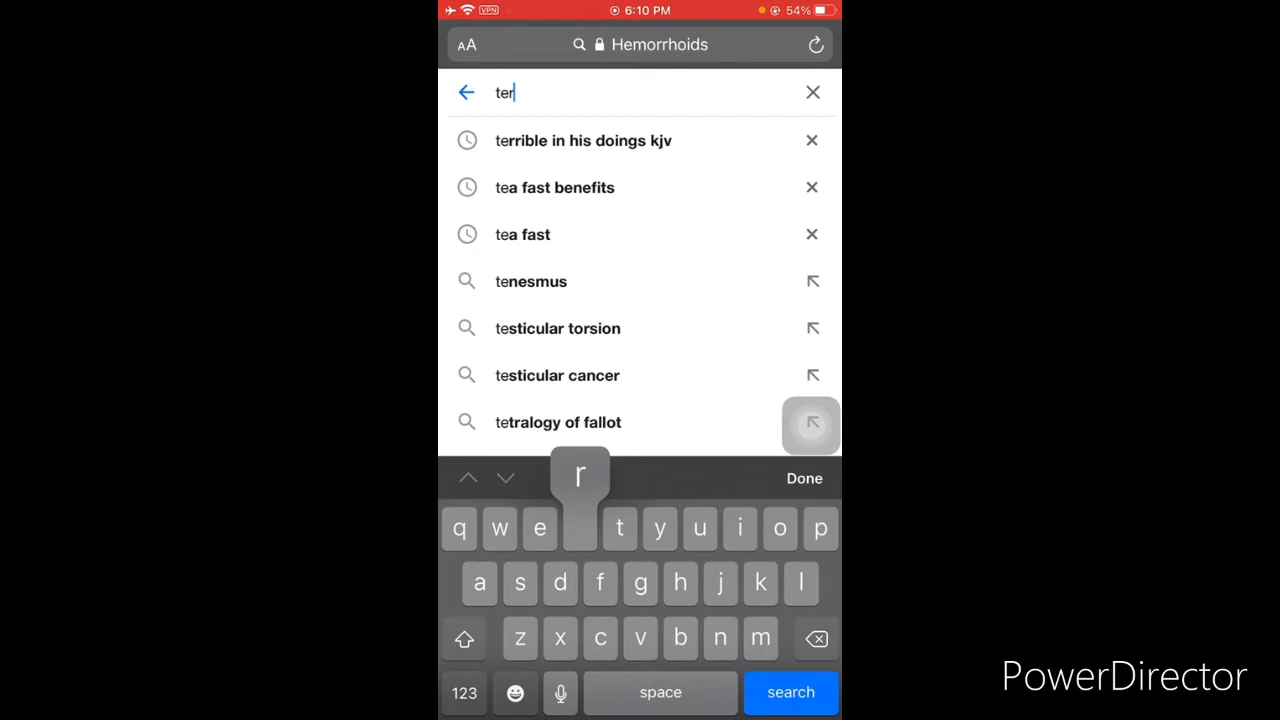 VPN 6:10 PM 54%
AA Hemorrhoids
ter
terrible in his doings kjv
tea fast benefits
tea fast
tenesmus
testicular torsion
testicular cancer
tetralogy of fallot
r
Done
q w e t y u i o p
a s d f g h j k l
z x c v b n m
123 space search
PowerDirector